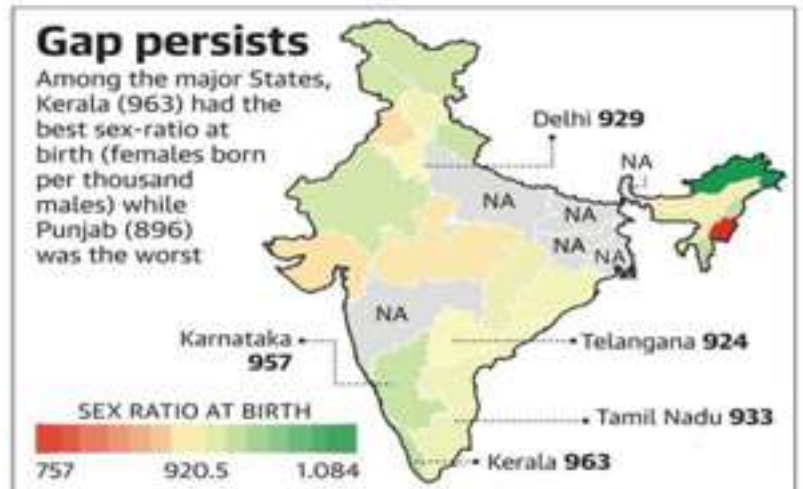 Gap persists
Among the major States,
Kerala (963) had the
best sex-ratio at
birth (females born
per thousand
males) while
Punjab (896)
was the worst
Delhi 929
NA
NA
NA
NA
NA
NA
Karnataka
957
Telangana 924
Tamil Nadu 933
Kerala 963
SEX RATIO AT BIRTH
757 920.5 1.084